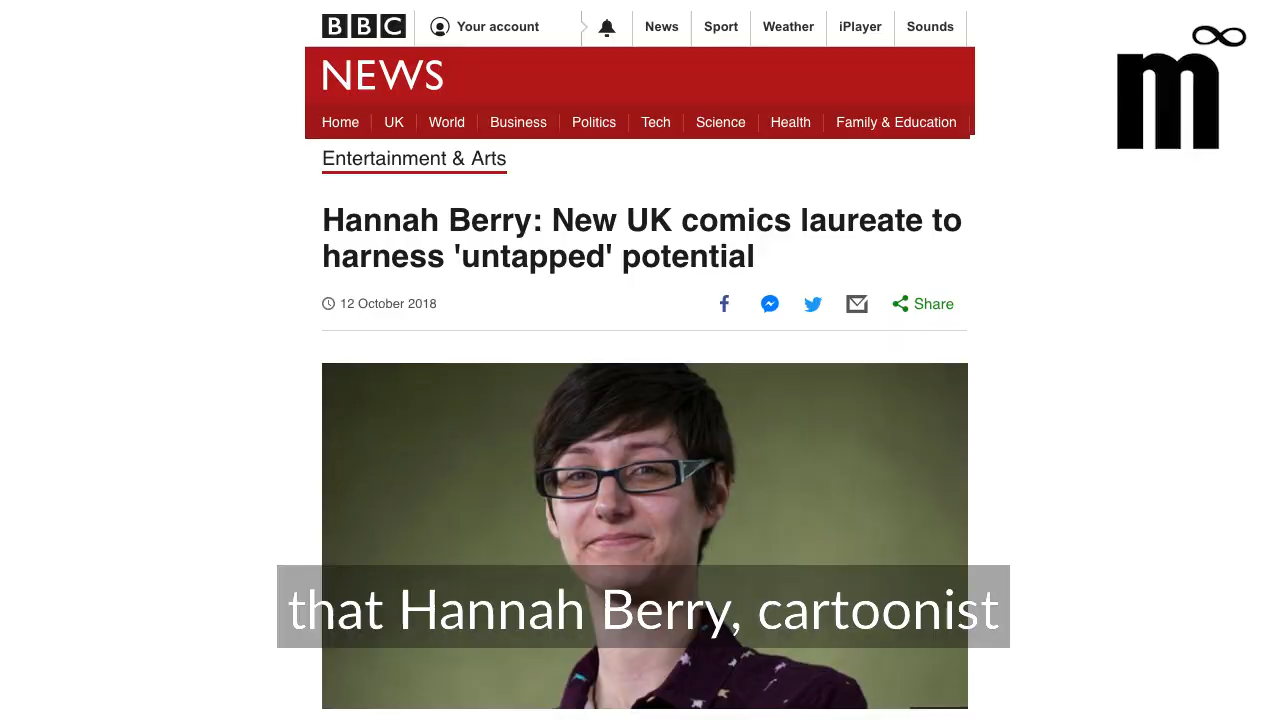 BBC Your account News Sport Weather iPlayer Sounds
NEWS
Home UK World Business Politics Tech Science Health Family & Education
Entertainment & Arts
Hannah Berry: New UK comics laureate to
harness 'untapped' potential
12 October 2018 Share
that Hannah Berry, cartoonist
m∞